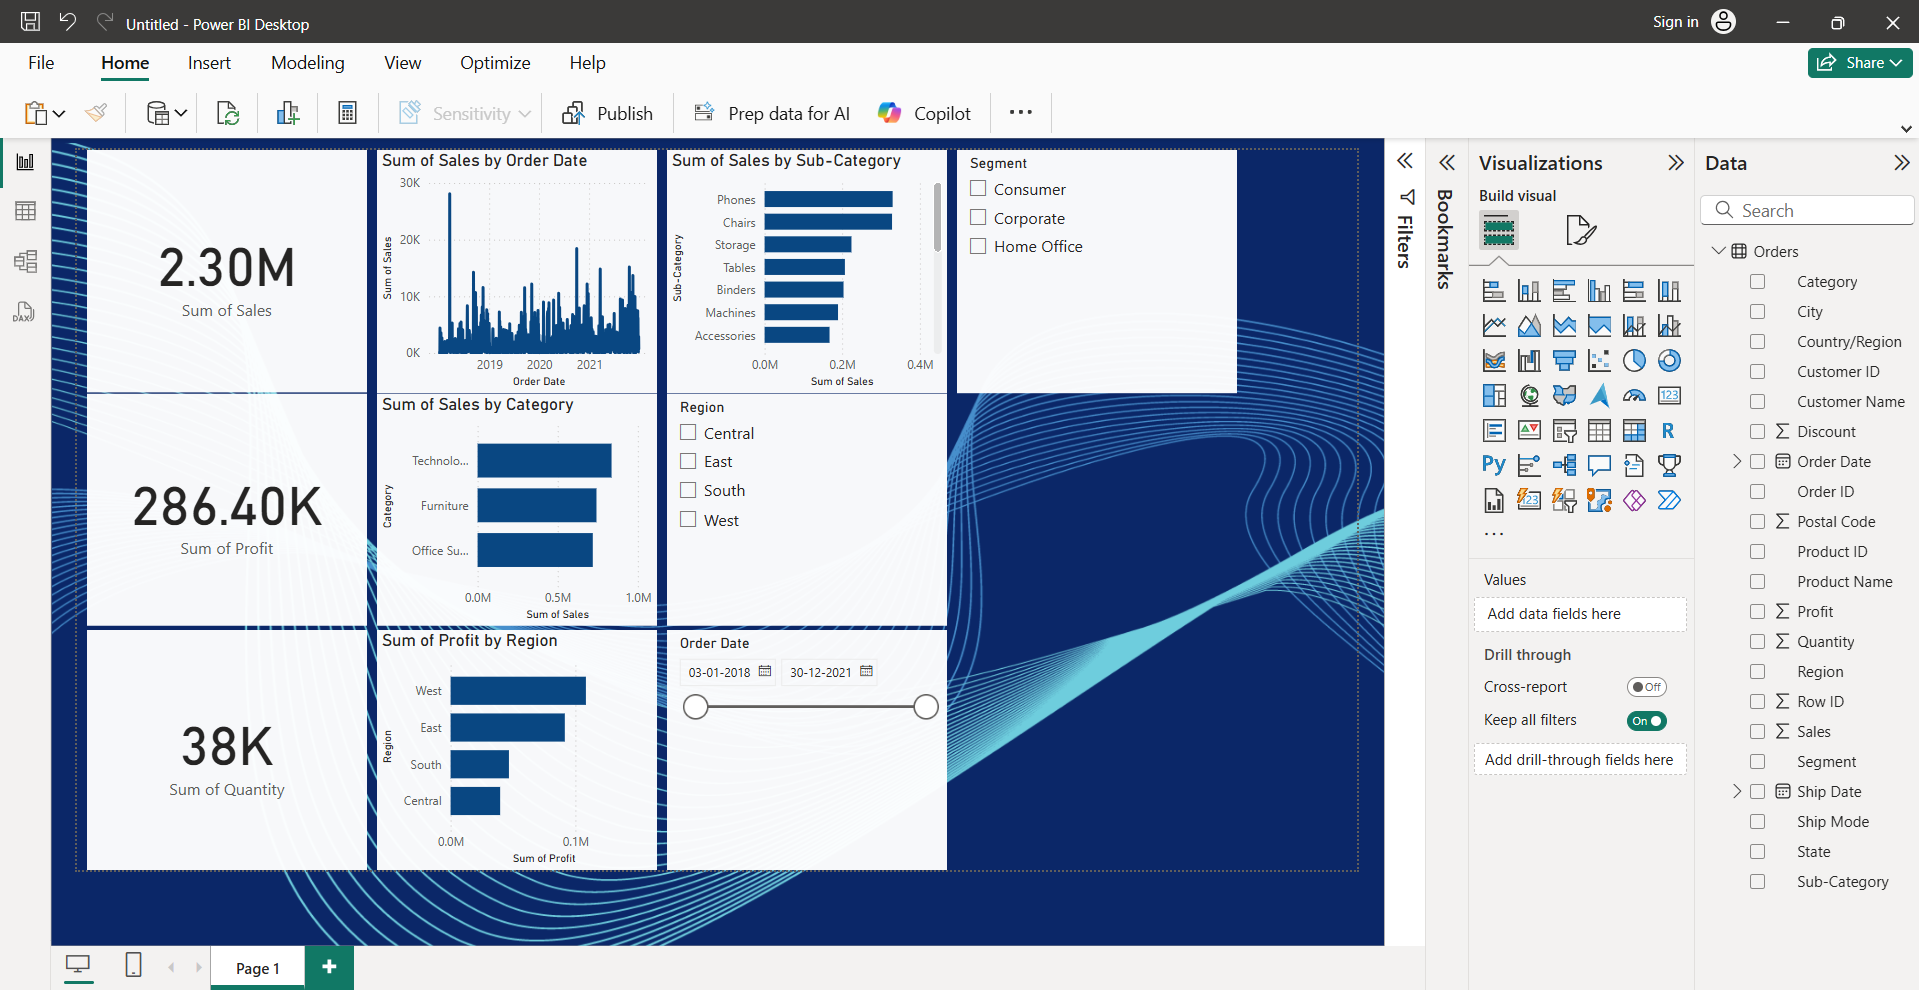 Untitled - Power BI Desktop
Sign in
File Home Insert Modeling View Optimize Help
Share
Sensitivity Publish Prep data for AI Copilot
2.30M
Sum of Sales
286.40K
Sum of Profit
38K
Sum of Quantity
Sum of Sales by Order Date
30K
20K
10K
0K
Sum of Sales
2019 2020 2021
Order Date
Sum of Sales by Category
Category
Technolo...
Furniture
Office Su...
0.0M 0.5M 1.0M
Sum of Sales
Sum of Profit by Region
Region
West
East
South
Central
0.0M 0.1M
Sum of Profit
Sum of Sales by Sub-Category
Sub-Category
Phones
Chairs
Storage
Tables
Binders
Machines
Accessories
0.0M 0.2M 0.4M
Sum of Sales
Region
Central
East
South
West
Order Date
03-01-2018 30-12-2021
Segment
Consumer
Corporate
Home Office
Filters
Bookmarks
Visualizations
Build visual
123
R
Py
123
...
Values
Add data fields here
Drill through
Cross-report Off
Keep all filters On
Add drill-through fields here
Data
Search
Orders
Category
City
Country/Region
Customer ID
Customer Name
Discount
Order Date
Order ID
Postal Code
Product ID
Product Name
Profit
Quantity
Region
Row ID
Sales
Segment
Ship Date
Ship Mode
State
Sub-Category
DAX
Page 1